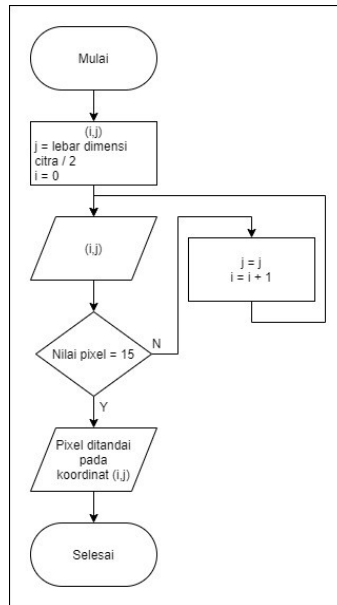 Mulai
(i,j)
j = lebar dimensi
citra / 2
i = 0
(i,j)
j = j
i = i + 1
Nilai pixel = 15
N
Y
Pixel ditandai
pada
koordinat (i,j)
Selesai